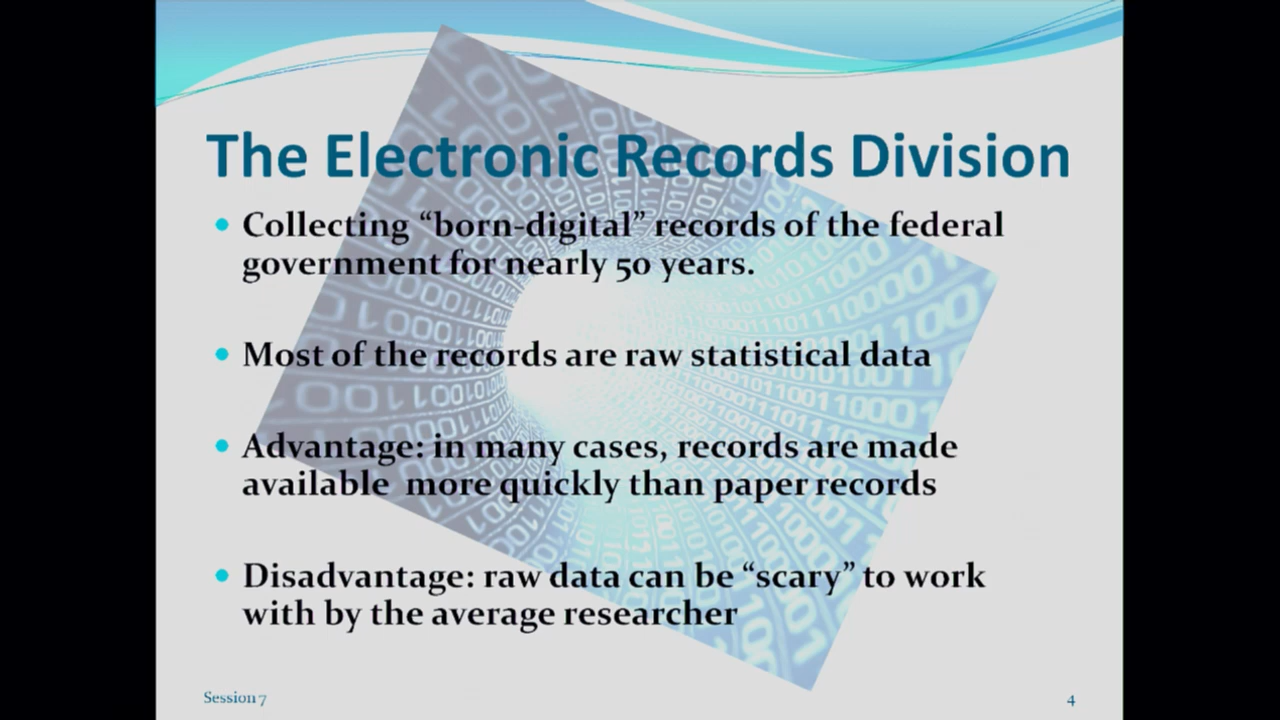 The Electronic Records Division
• Collecting “born-digital” records of the federal
government for nearly 50 years.
• Most of the records are raw statistical data
• Advantage: in many cases, records are made
available more quickly than paper records
• Disadvantage: raw data can be “scary” to work
with by the average researcher
Session 7
4